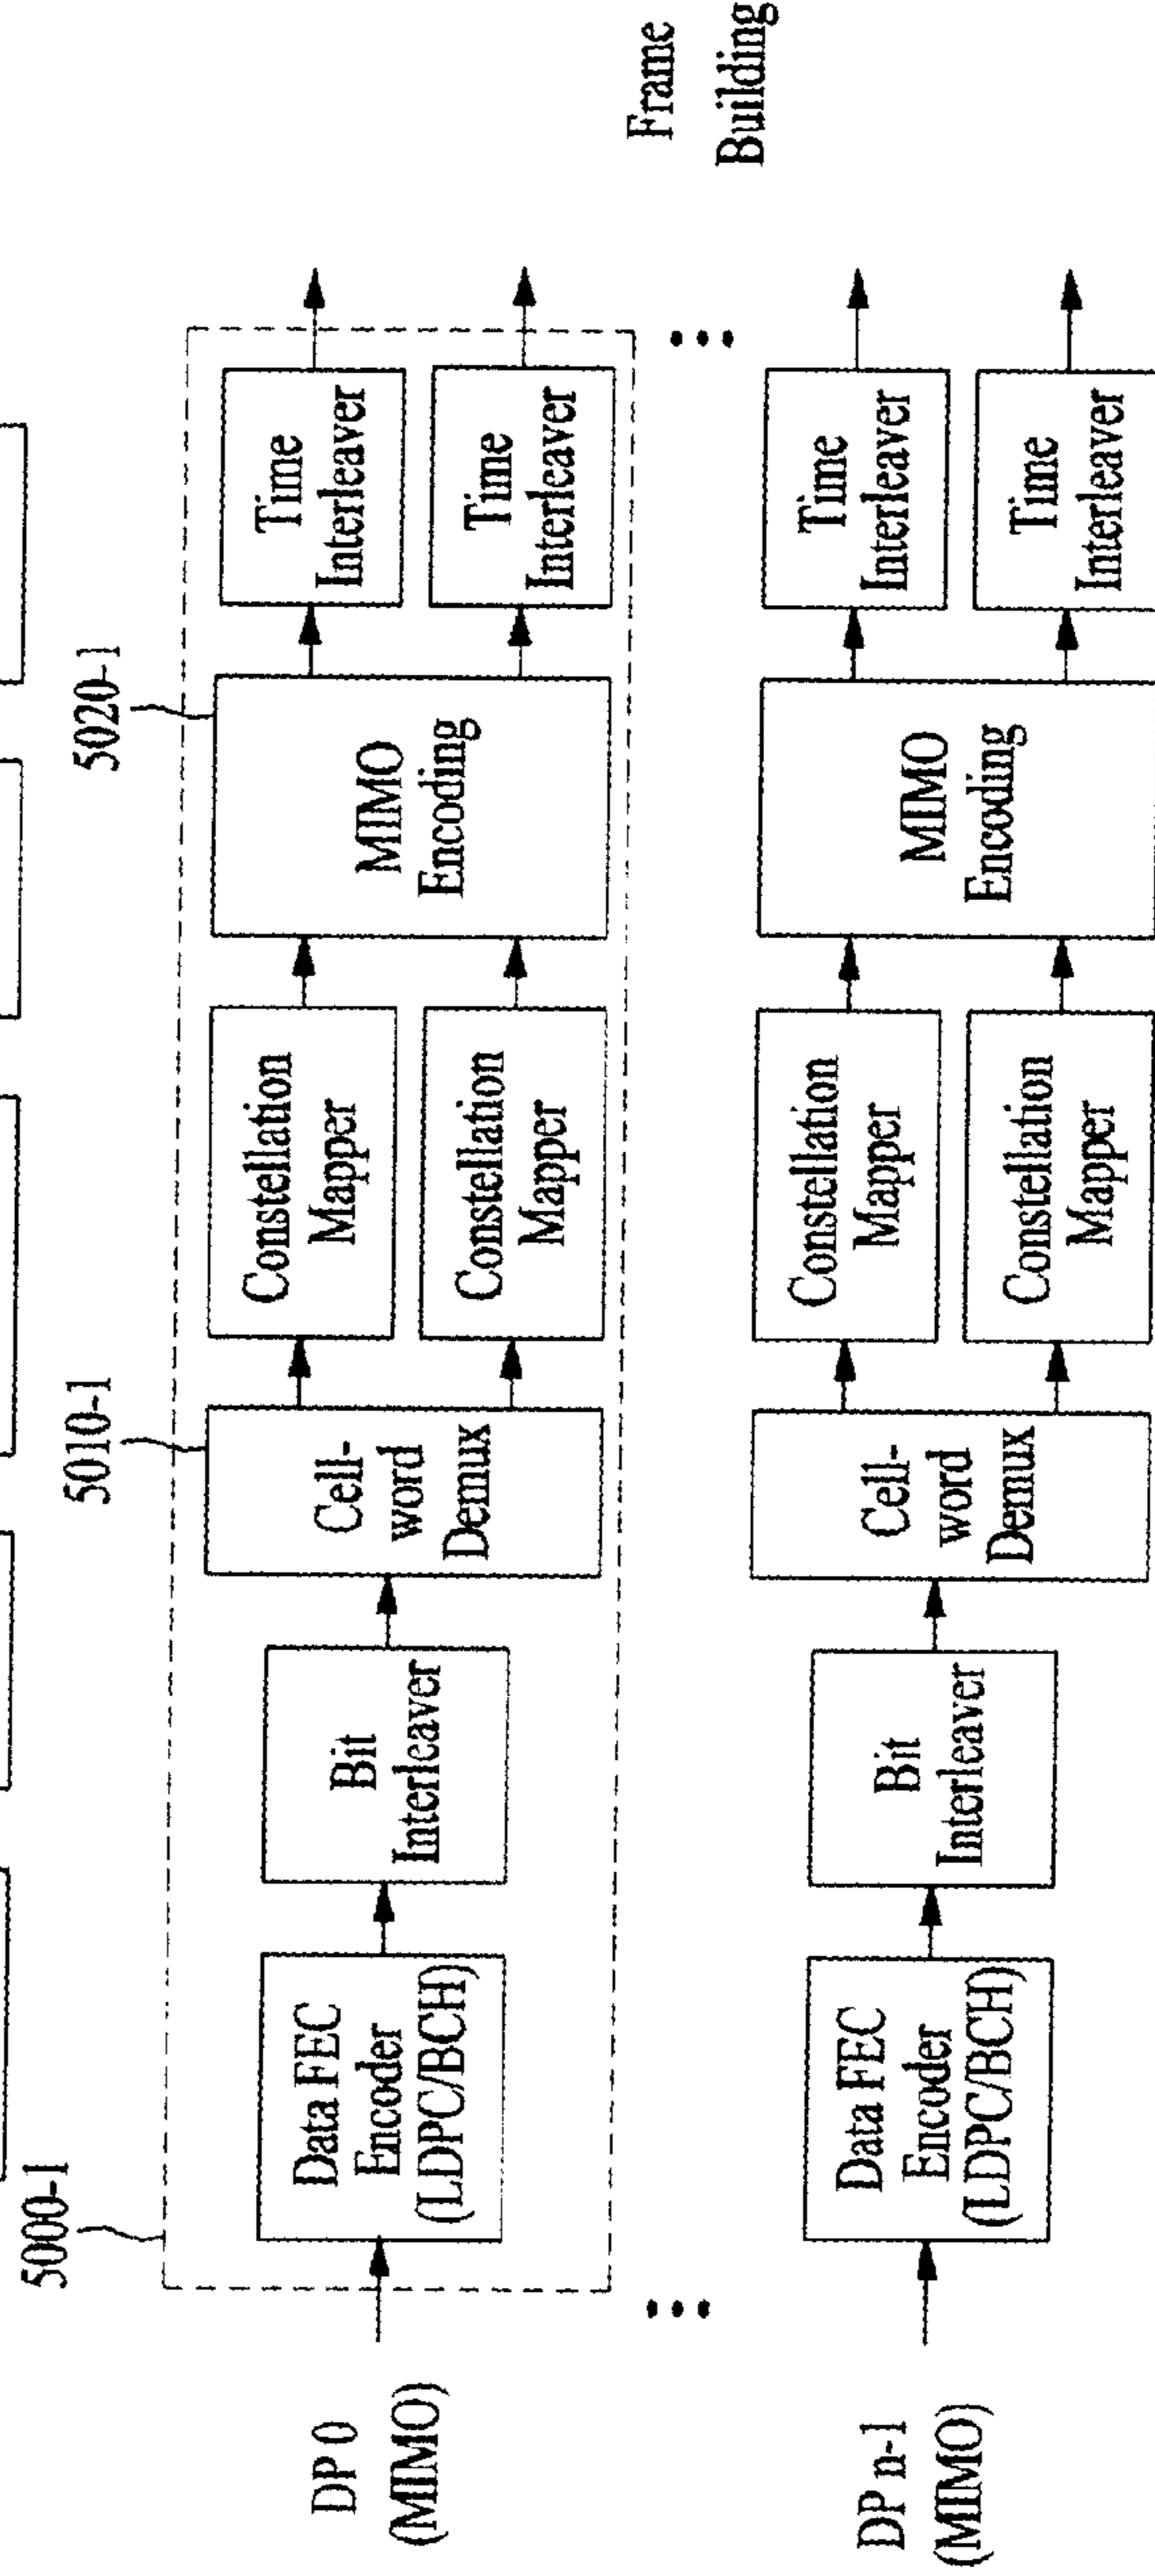 5000-1
5010-1
5020-1
DP 0
(MIMO)
Data FEC
Encoder
(LDPC/BCH)
Bit
Interleaver
Cell-
word
Demux
Constellation
Mapper
Constellation
Mapper
MIMO
Encoding
Time
Interleaver
Time
Interleaver
Frame
Building
DP n-1
(MIMO)
Data FEC
Encoder
(LDPC/BCH)
Bit
Interleaver
Cell-
word
Demux
Constellation
Mapper
Constellation
Mapper
MIMO
Encoding
Time
Interleaver
Time
Interleaver